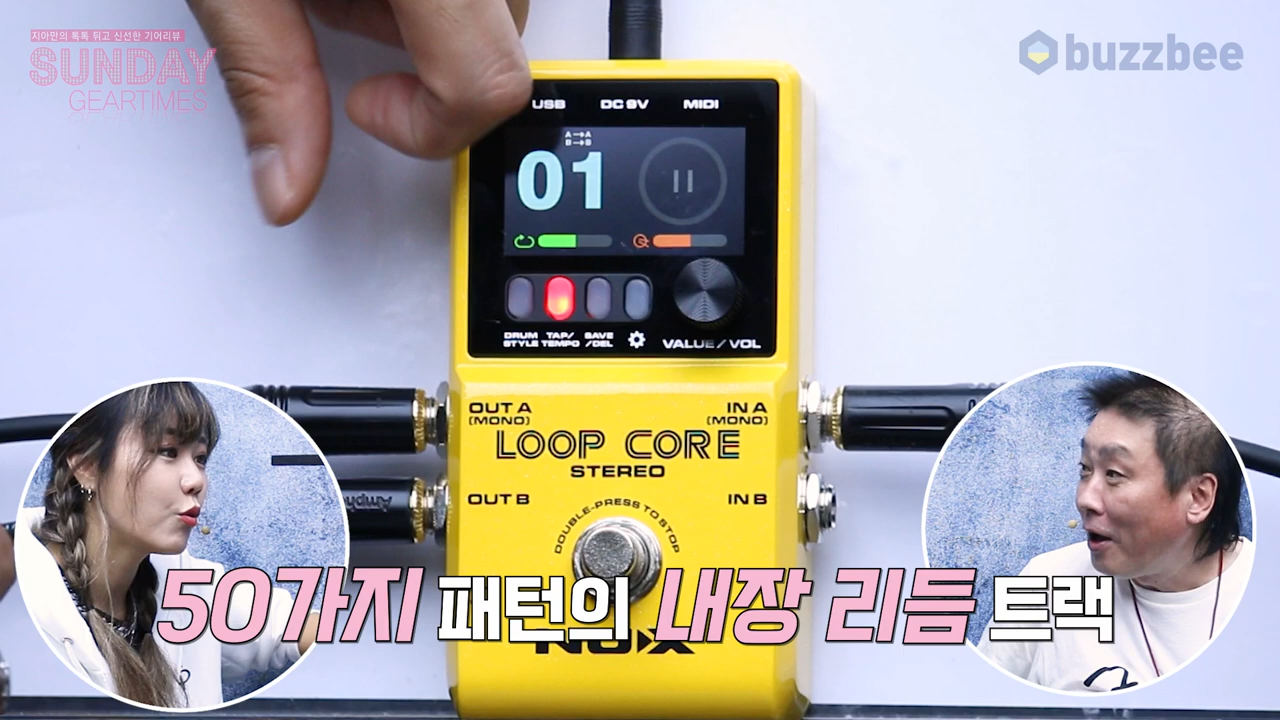 지아만의 톡톡 튀고 신선한 기어리뷰
SUNDAY
GEARTIMES
buzzbee
USB DC 9V MIDI
A→A
B→B
01
DRUM STYLE
TAP/ TEMPO
SAVE /DEL
VALUE/VOL
OUT A
(MONO)
IN A
(MONO)
LOOP CORE
STEREO
OUT B
IN B
DOUBLE-PRESS TO STOP
Amph
50가지 패턴의 내장 리듬 트랙
NUX